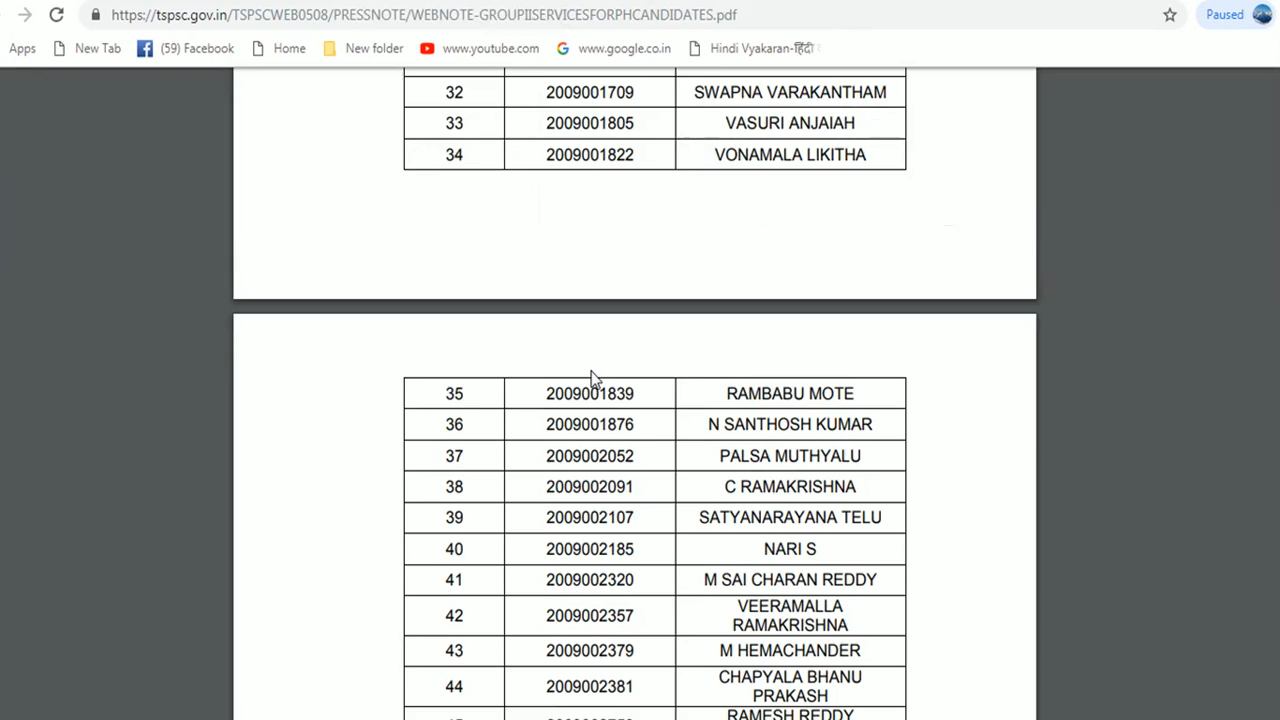 https://tspsc.gov.in/TSPSCWEB0508/PRESSNOTE/WEBNOTE-GROUPIISERVICESFORPHCANDIDATES.pdf Paused
Apps New Tab (59) Facebook Home New folder www.youtube.com www.google.co.in Hindi Vyakaran-हिंदी
32 2009001709 SWAPNA VARAKANTHAM
33 2009001805 VASURI ANJAIAH
34 2009001822 VONAMALA LIKITHA
35 2009001839 RAMBABU MOTE
36 2009001876 N SANTHOSH KUMAR
37 2009002052 PALSA MUTHYALU
38 2009002091 C RAMAKRISHNA
39 2009002107 SATYANARAYANA TELU
40 2009002185 NARI S
41 2009002320 M SAI CHARAN REDDY
42 2009002357 VEERAMALLA
RAMAKRISHNA
43 2009002379 M HEMACHANDER
44 2009002381 CHAPYALA BHANU
PRAKASH
RAMESH REDDY